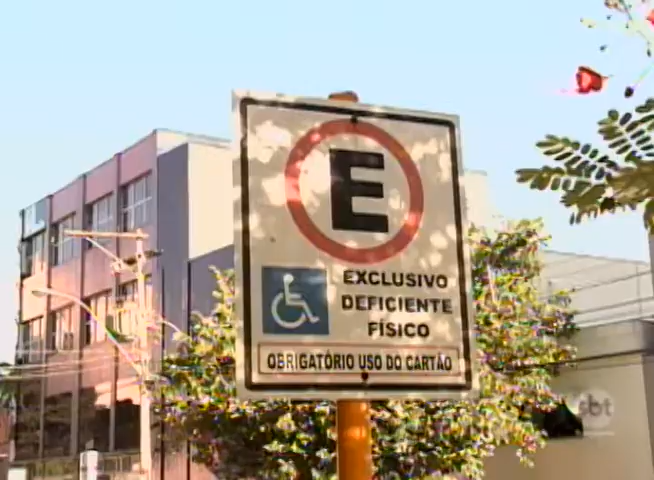 E
EXCLUSIVO
DEFICIENTE
FÍSICO
OBRIGATÓRIO USO DO CARTÃO
sbt